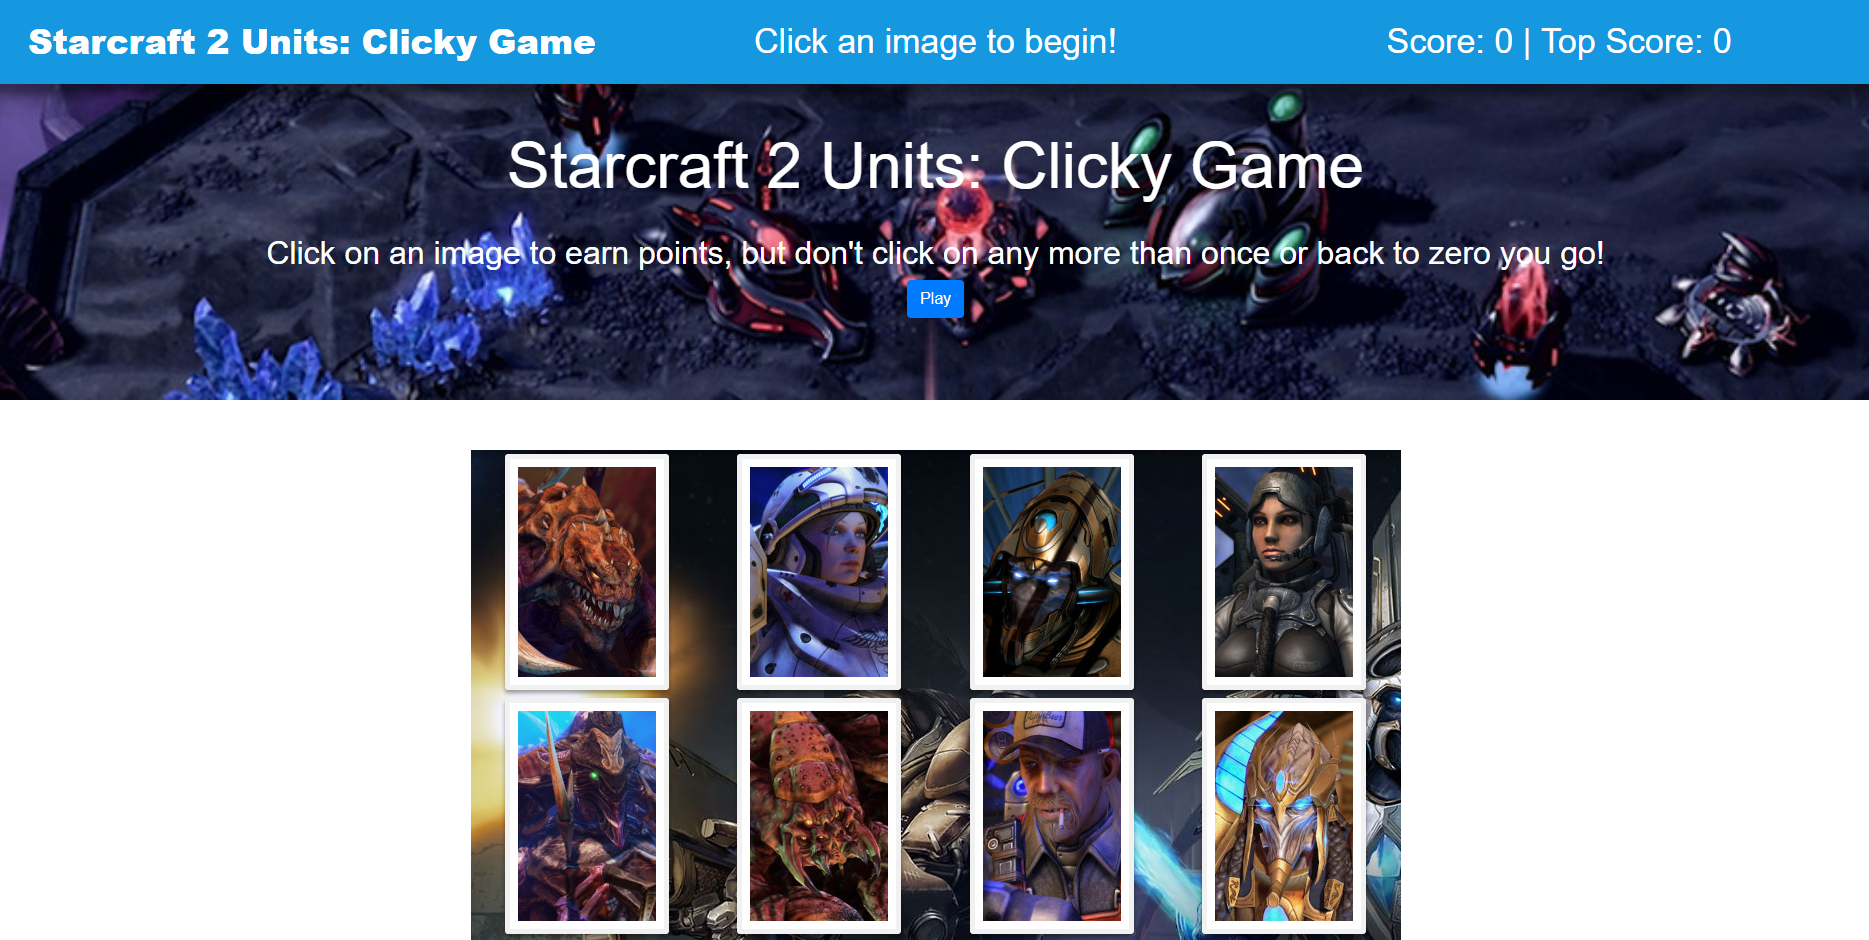 Starcraft 2 Units: Clicky Game
Click an image to begin!
Score: 0 | Top Score: 0
Starcraft 2 Units: Clicky Game
Click on an image to earn points, but don't click on any more than once or back to zero you go!
Play